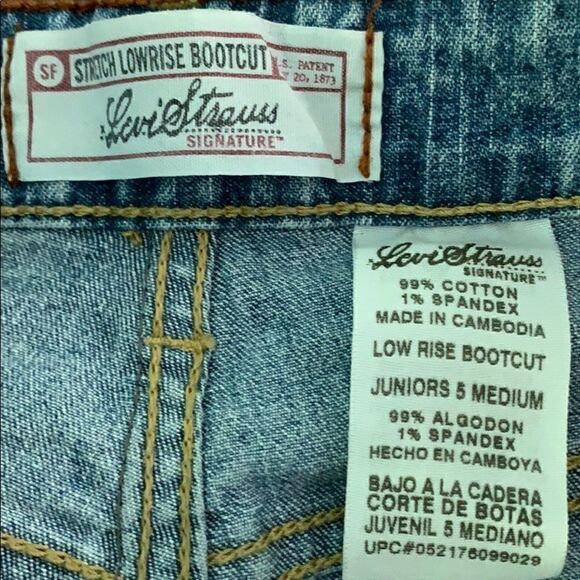 SF
STRETCH LOWRISE BOOTCUT
U.S. PATENT
20, 1873
Levi Strauss
SIGNATURE™
Levi Strauss
SIGNATURE™
99% COTTON
1% SPANDEX
MADE IN CAMBODIA
LOW RISE BOOTCUT
JUNIORS 5 MEDIUM
99% ALGODON
1% SPANDEX
HECHO EN CAMBOYA
BAJO A LA CADERA
CORTE DE BOTAS
JUVENIL 5 MEDIANO
UPC#052176099029